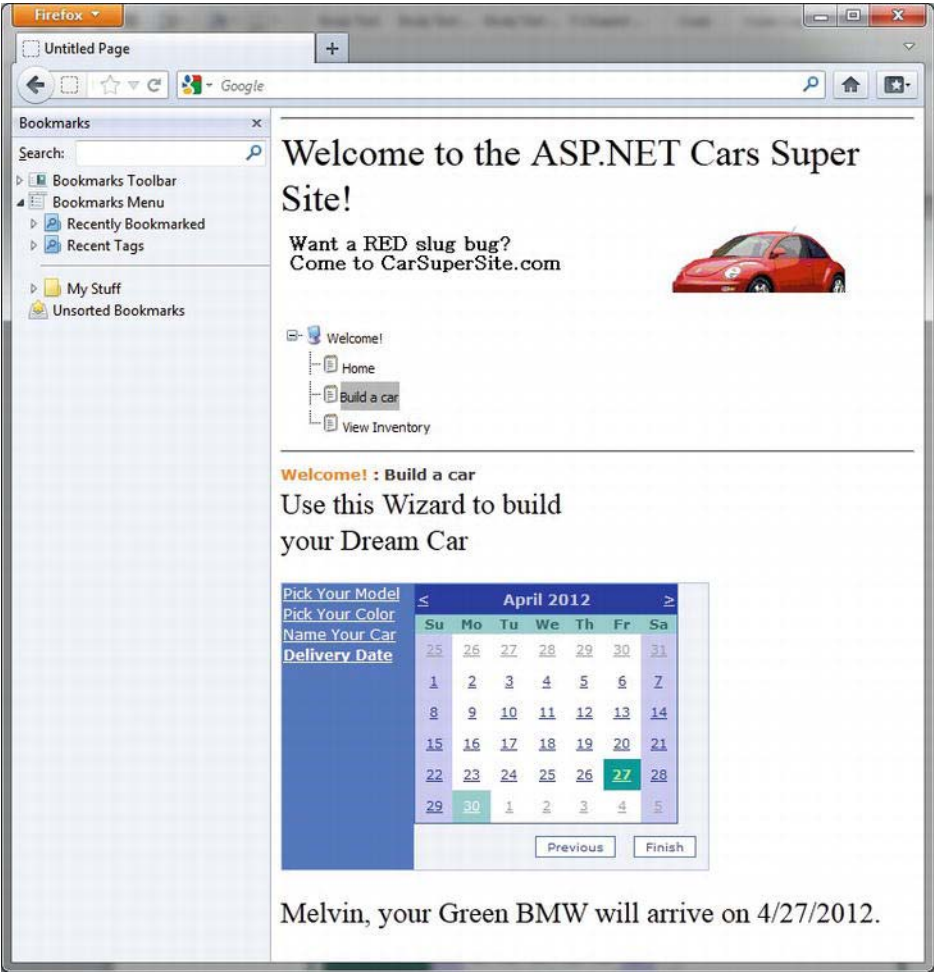 Firefox
Untitled Page
Google
Bookmarks
Search:
Bookmarks Toolbar
Bookmarks Menu
Recently Bookmarked
Recent Tags
My Stuff
Unsorted Bookmarks
Welcome to the ASP.NET Cars Super
Site!
Want a RED slug bug?
Come to CarSuperSite.com
Welcome!
Home
Build a car
View Inventory
Welcome! : Build a car
Use this Wizard to build
your Dream Car
Pick Your Model
Pick Your Color
Name Your Car
Delivery Date
< April 2012 >
Su Mo Tu We Th Fr Sa
25 26 27 28 29 30 31
1 2 3 4 5 6 7
8 9 10 11 12 13 14
15 16 17 18 19 20 21
22 23 24 25 26 27 28
29 30 1 2 3 4 5
Previous Finish
Melvin, your Green BMW will arrive on 4/27/2012.